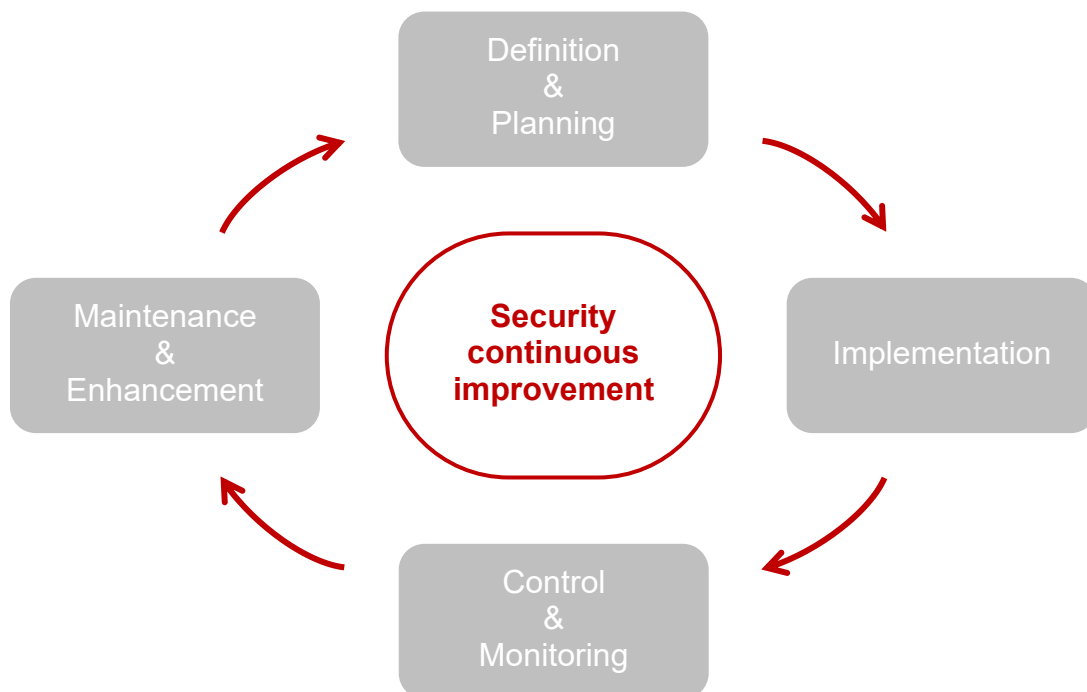 Definition
&
Planning
Maintenance
&
Enhancement
Security
continuous
improvement
Implementation
Control
&
Monitoring